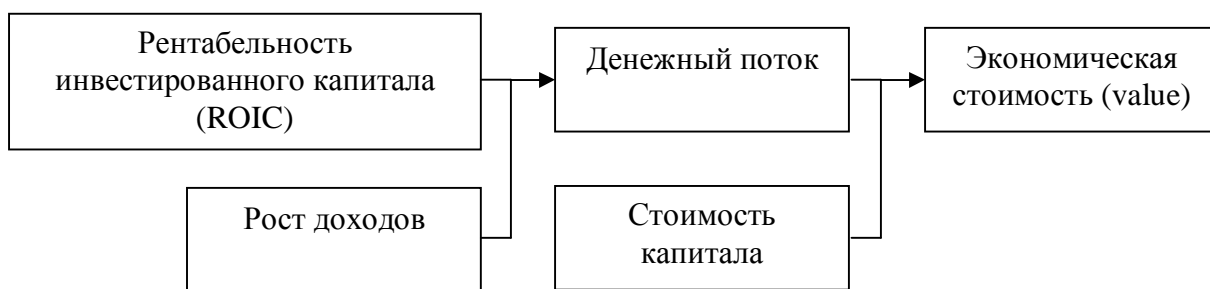 Рентабельность
инвестированного капитала
(ROIC)
Денежный поток
Экономическая
стоимость (value)
Рост доходов
Стоимость
капитала